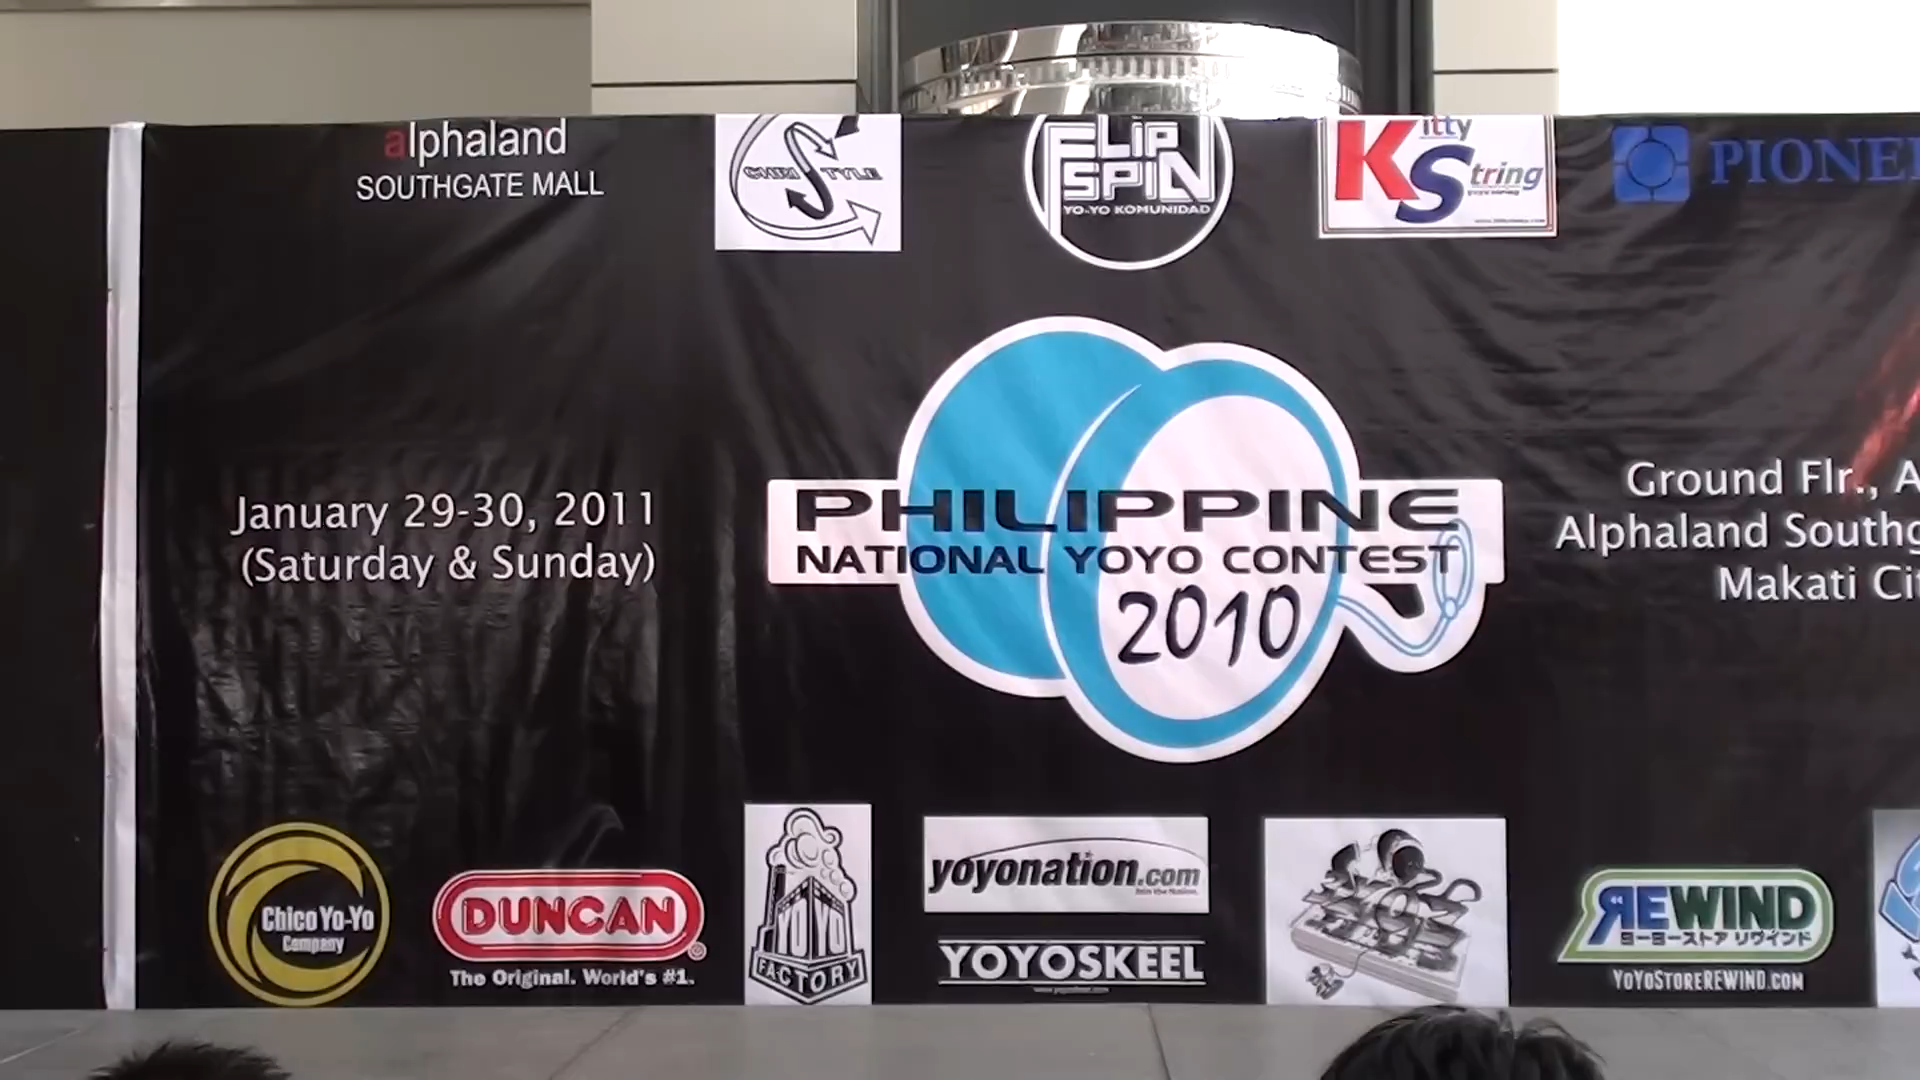 alphaland
SOUTHGATE MALL
FLIP
SPIN
YO-YO KOMUNIDAD
Kitty
String
PIONE
January 29-30, 2011
(Saturday & Sunday)
PHILIPPINE
NATIONAL YOYO CONTEST
2010
Ground Flr., A
Alphaland Southg
Makati Ci
Chico Yo-Yo
Company
DUNCAN
The Original. World's #1.
YOYO
FACTORY
yoyonation.com
YOYOSKEEL
REWIND
ヨーヨーストア リワインド
YOYOSTOREREWIND.COM